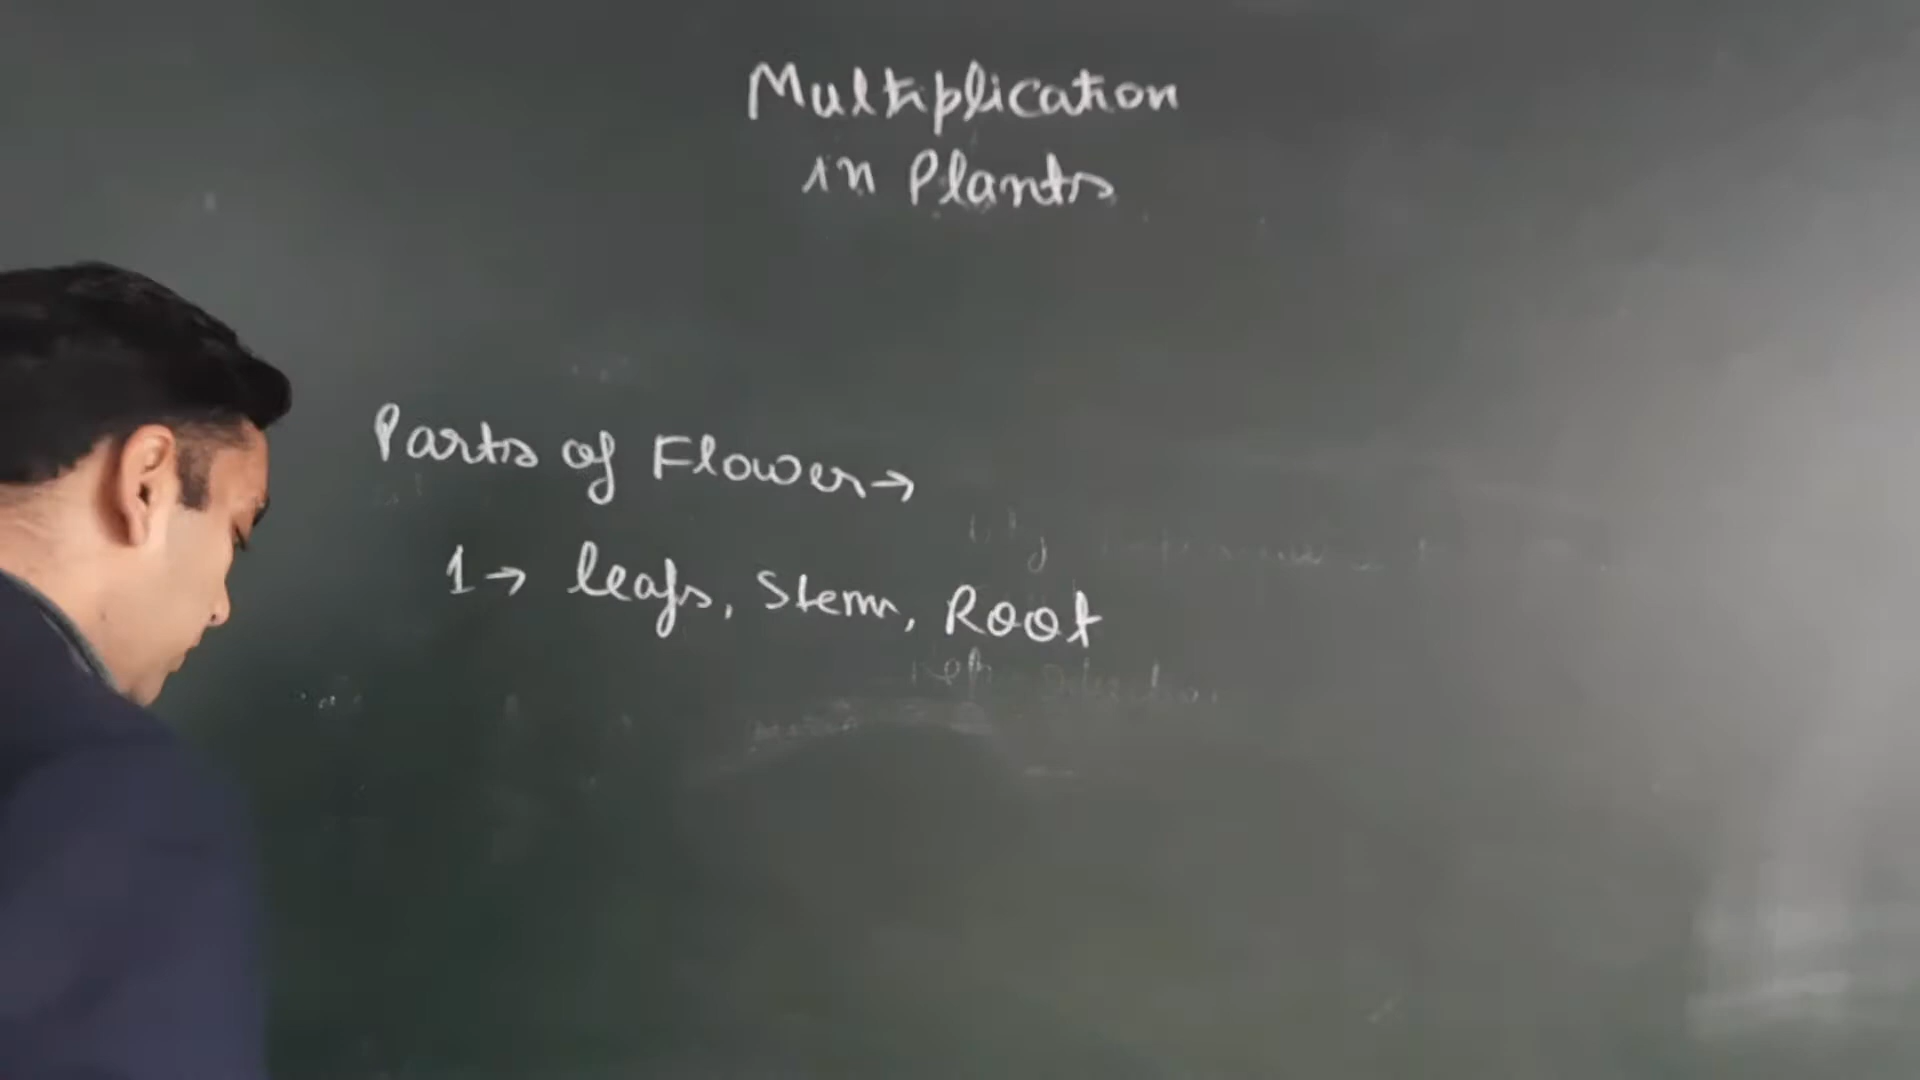 Multiplication
in Plants
Parts of Flower→
1→ leafs, Stem, Root